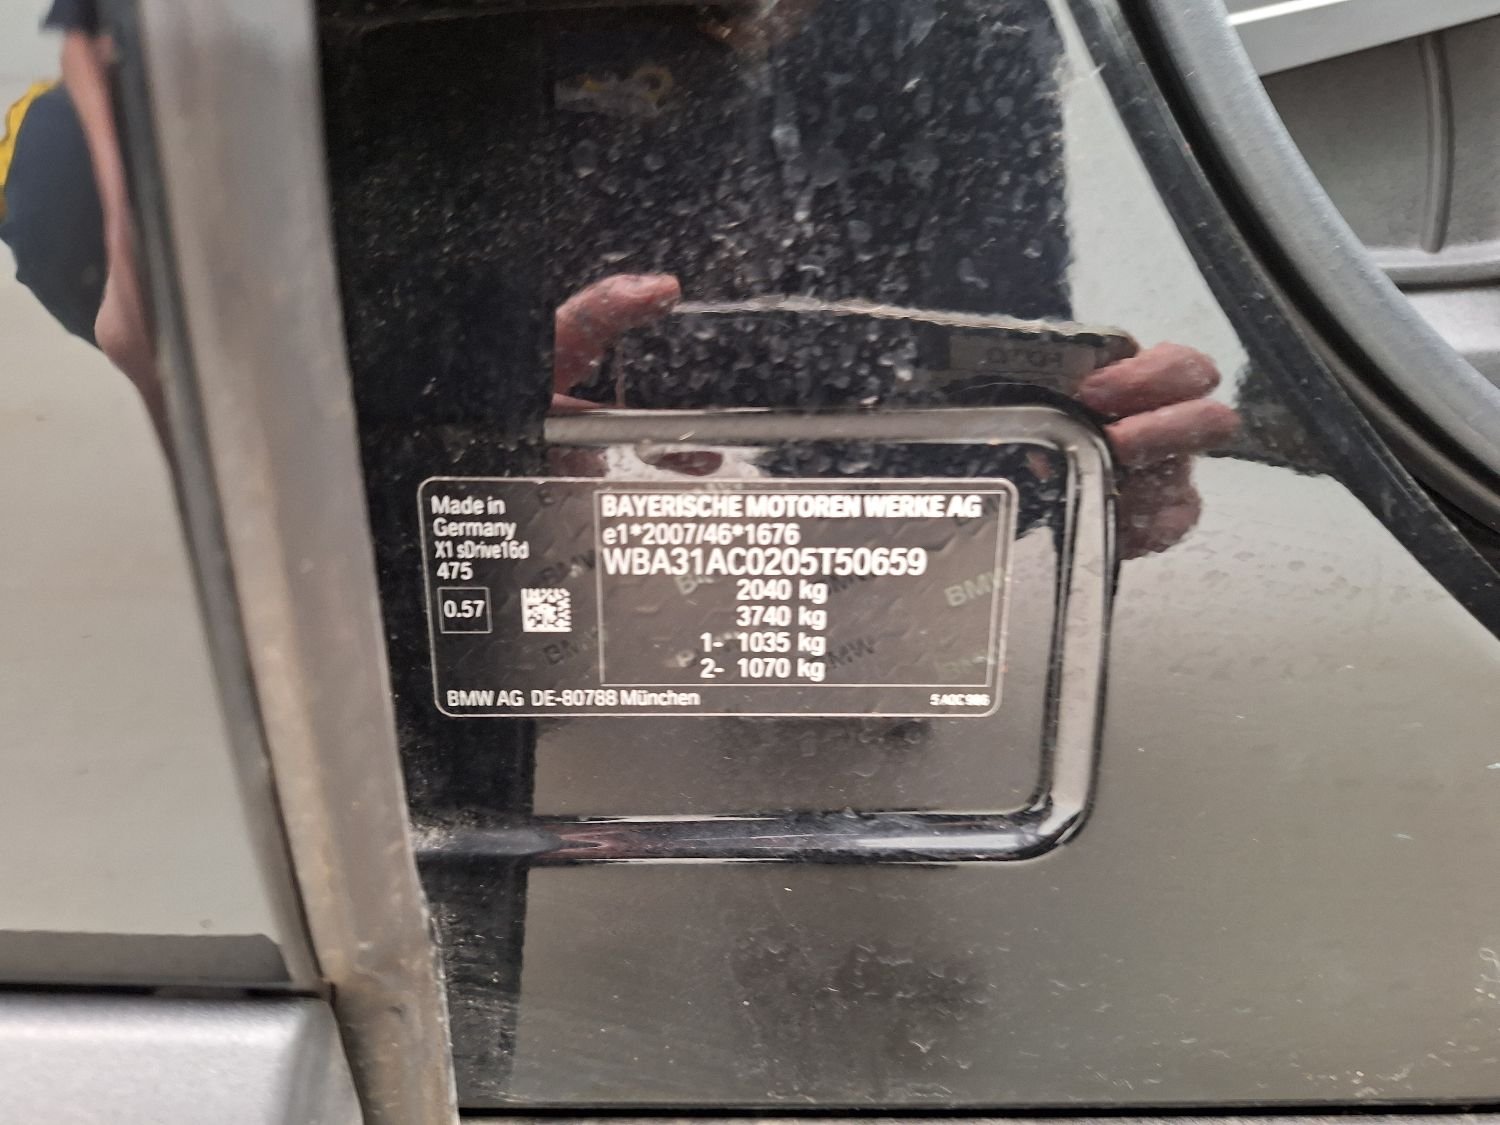 Made in
Germany
X1 sDrive16d
475
0.57
BAYERISCHE MOTOREN WERKE AG
e1*2007/46*1676
WBA31AC0205T50659
2040 kg
3740 kg
1- 1035 kg
2- 1070 kg
BMW AG DE-80788 München